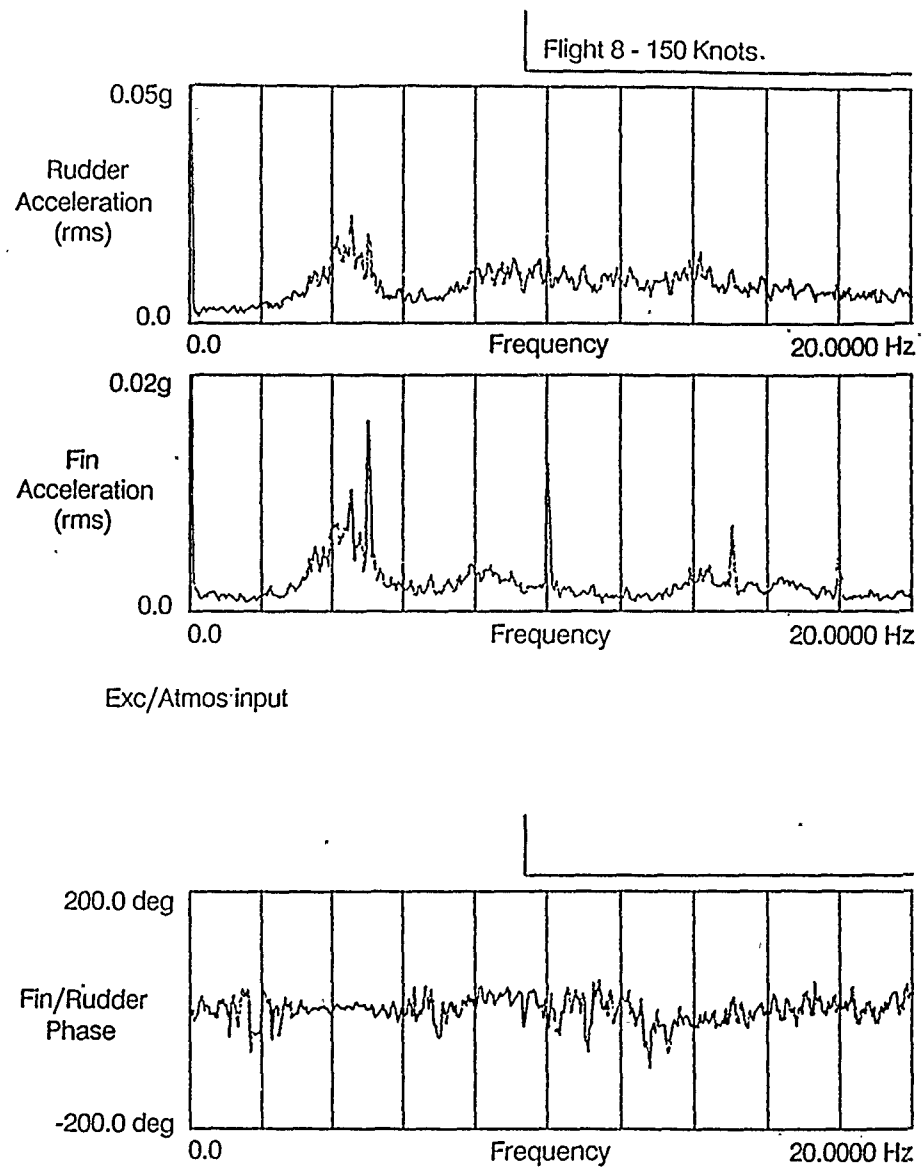 Flight 8 - 150 Knots.
0.05g
Rudder
Acceleration
(rms)
0.0
0.0 Frequency 20.0000 Hz
0.02g
Fin
Acceleration
(rms)
0.0
0.0 Frequency 20.0000 Hz
Exc/Atmos input
200.0 deg
Fin/Rudder
Phase
-200.0 deg
0.0 Frequency 20.0000 Hz